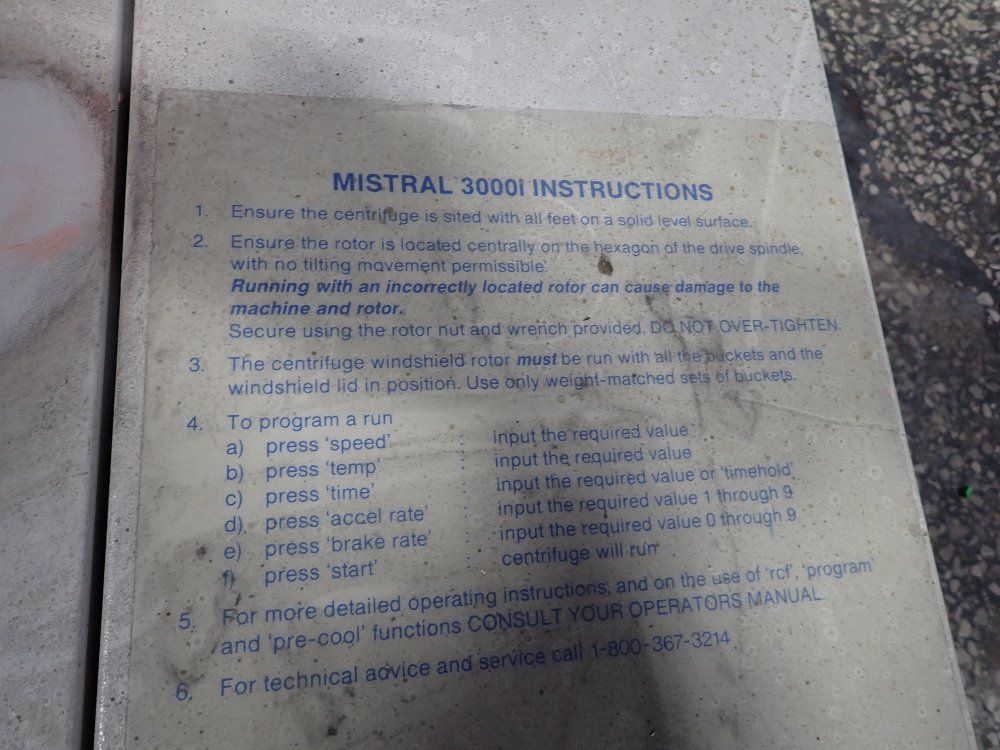 MISTRAL 3000i INSTRUCTIONS
1. Ensure the centrifuge is sited with all feet on a solid level surface.
2. Ensure the rotor is located centrally on the hexagon of the drive spindle,
with no tilting movement permissible.
Running with an incorrectly located rotor can cause damage to the
machine and rotor.
Secure using the rotor nut and wrench provided. DO NOT OVER-TIGHTEN.
3. The centrifuge windshield rotor must be run with all the buckets and the
windshield lid in position. Use only weight-matched sets of buckets.
4. To program a run
a) press 'speed' : input the required value
b) press 'temp' : input the required value
c) press 'time' : input the required value or 'timehold'
d) press 'accel rate' : input the required value 1 through 9
e) press 'brake rate' : input the required value 0 through 9
f) press 'start' : centrifuge will run
5. For more detailed operating instructions, and on the use of 'rcf', 'program'
and 'pre-cool' functions CONSULT YOUR OPERATORS MANUAL.
6. For technical advice and service call 1-800-367-3214